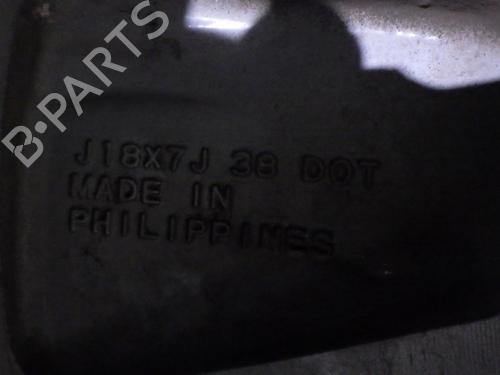 B-PARTS
J18X7J 38 DOT
MADE IN
PHILIPPINES